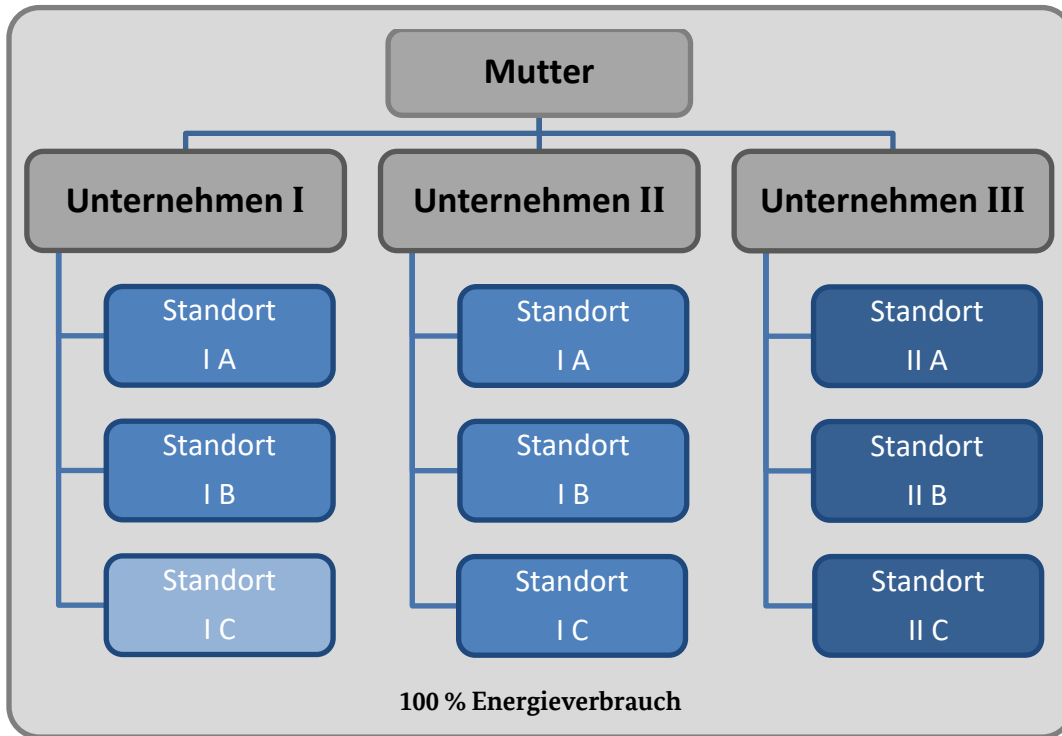 Mutter
Unternehmen I
Unternehmen II
Unternehmen III
Standort
I A
Standort
I B
Standort
I C
Standort
I A
Standort
I B
Standort
I C
Standort
II A
Standort
II B
Standort
II C
100 % Energieverbrauch